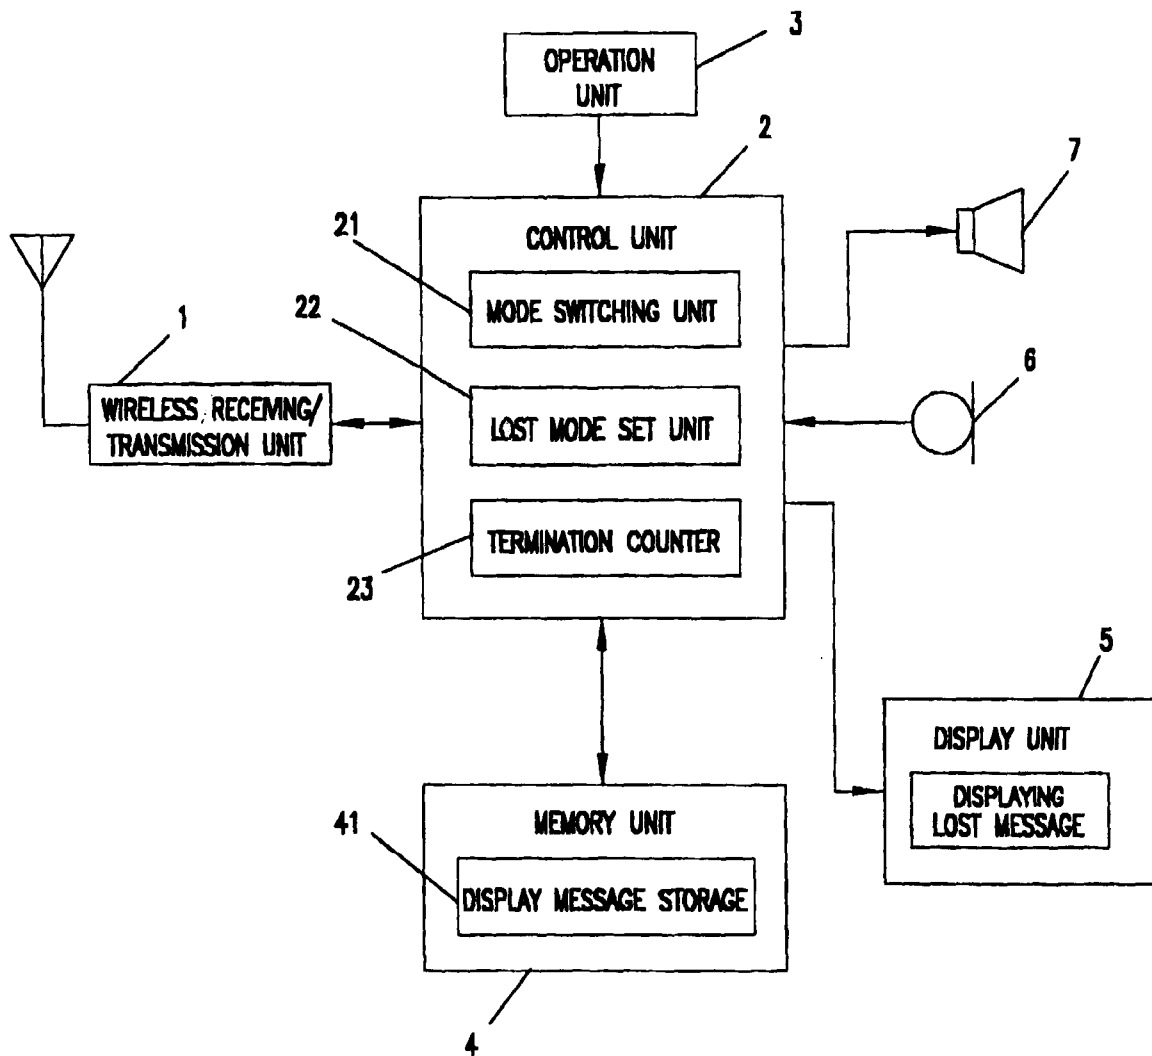 3
OPERATION
UNIT
2
7
21
CONTROL UNIT
MODE SWITCHING UNIT
1
22
6
WIRELESS RECEIVING/
TRANSMISSION UNIT
LOST MODE SET UNIT
TERMINATION COUNTER
23
5
DISPLAY UNIT
DISPLAYING
LOST MESSAGE
41
MEMORY UNIT
DISPLAY MESSAGE STORAGE
4